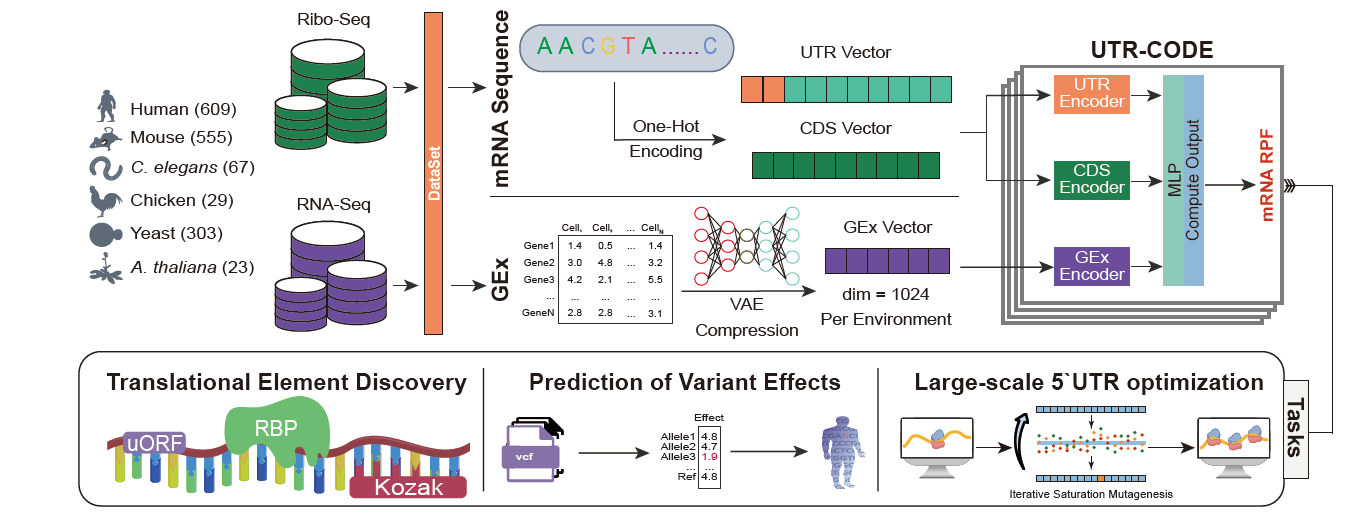 Ribo-Seq
Human (609)
Mouse (555)
C. elegans (67)
Chicken (29)
Yeast (303)
A. thaliana (23)
RNA-Seq
DataSet
mRNA Sequence
A A C G T A ...... C
One-Hot
Encoding
UTR Vector
CDS Vector
GEx
Cell₁ Cell₁ ... Cell_N
Gene1 1.4 0.5 ... 1.4
Gene2 3.0 4.8 ... 3.2
Gene3 4.2 2.1 ... 5.5
... ... ... ... ...
GeneN 2.8 2.8 ... 3.1
VAE
Compression
GEx Vector
dim = 1024
Per Environment
UTR-CODE
UTR
Encoder
CDS
Encoder
GEx
Encoder
MLP
Compute Output
mRNA RPF
Tasks
Translational Element Discovery
uORF
RBP
Kozak
Prediction of Variant Effects
vcf
Effect
Allele1 4.8
Allele2 4.7
Allele3 1.9
... ...
Ref 4.8
Large-scale 5`UTR optimization
Iterative Saturation Mutagenesis